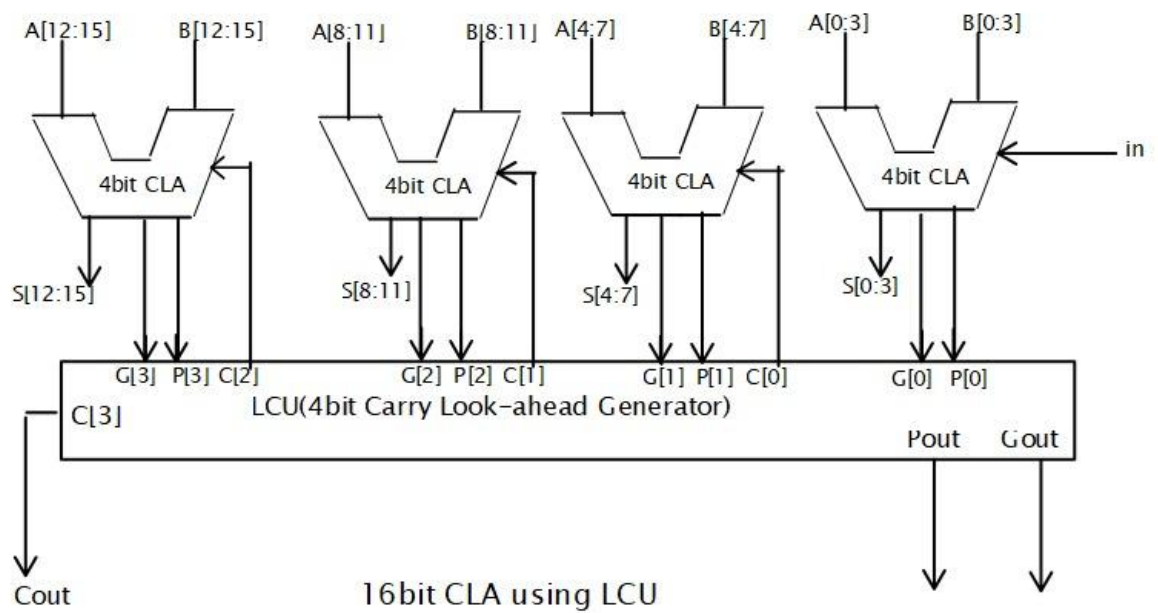 A[12:15] B[12:15] A[8:11] B[8:11] A[4:7] B[4:7] A[0:3] B[0:3]
in
4bit CLA 4bit CLA 4bit CLA 4bit CLA
S[12:15] S[8:11] S[4:7] S[0:3]
G[3] P[3] C[2] G[2] P[2] C[1] G[1] P[1] C[0] G[0] P[0]
C[3] LCU(4bit Carry Look-ahead Generator)
Pout Gout
Cout 16bit CLA using LCU